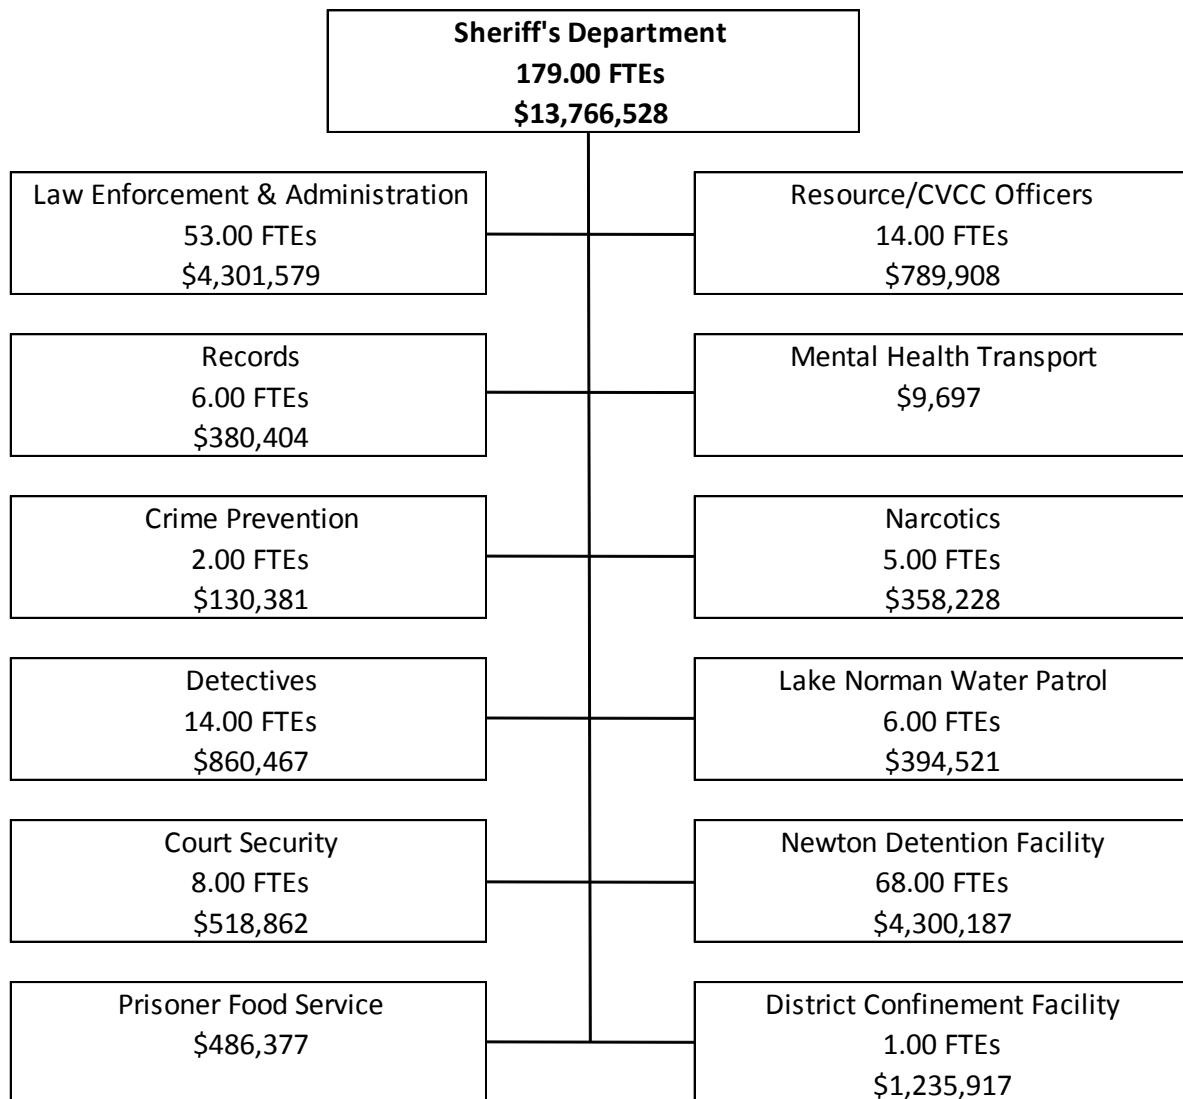 Sheriff's Department
179.00 FTEs
$13,766,528
Law Enforcement & Administration
53.00 FTEs
$4,301,579
Resource/CVCC Officers
14.00 FTEs
$789,908
Records
6.00 FTEs
$380,404
Mental Health Transport
$9,697
Crime Prevention
2.00 FTEs
$130,381
Narcotics
5.00 FTEs
$358,228
Detectives
14.00 FTEs
$860,467
Lake Norman Water Patrol
6.00 FTEs
$394,521
Court Security
8.00 FTEs
$518,862
Newton Detention Facility
68.00 FTEs
$4,300,187
Prisoner Food Service
$486,377
District Confinement Facility
1.00 FTEs
$1,235,917